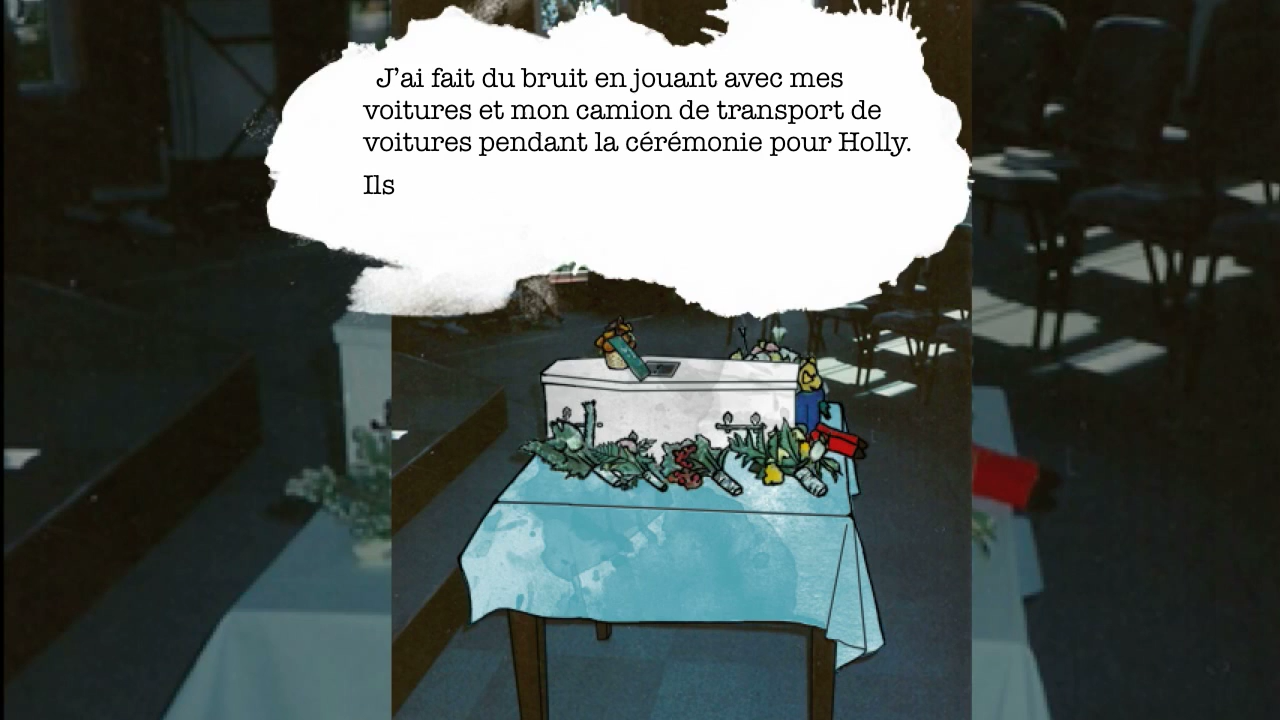 J’ai fait du bruit en jouant avec mes
voitures et mon camion de transport de
voitures pendant la cérémonie pour Holly.
Ils